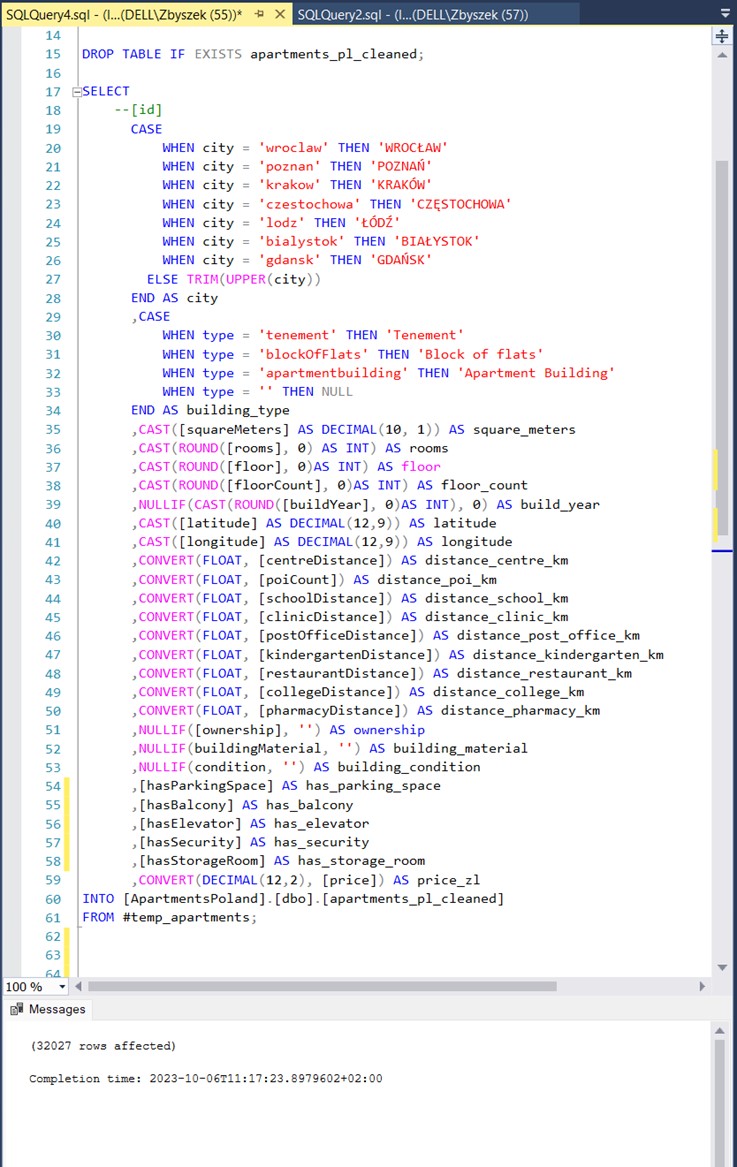 SQLQuery4.sql - (l...(DELL\Zbyszek (55))* SQLQuery2.sql - (l...(DELL\Zbyszek (57))
14
15 DROP TABLE IF EXISTS apartments_pl_cleaned;
16
17 SELECT
18 --[id]
19 CASE
20 WHEN city = 'wroclaw' THEN 'WROCŁAW'
21 WHEN city = 'poznan' THEN 'POZNAŃ'
22 WHEN city = 'krakow' THEN 'KRAKÓW'
23 WHEN city = 'czestochowa' THEN 'CZĘSTOCHOWA'
24 WHEN city = 'lodz' THEN 'ŁÓDŹ'
25 WHEN city = 'bialystok' THEN 'BIAŁYSTOK'
26 WHEN city = 'gdansk' THEN 'GDAŃSK'
27 ELSE TRIM(UPPER(city))
28 END AS city
29 ,CASE
30 WHEN type = 'tenement' THEN 'Tenement'
31 WHEN type = 'blockOfFlats' THEN 'Block of flats'
32 WHEN type = 'apartmentbuilding' THEN 'Apartment Building'
33 WHEN type = '' THEN NULL
34 END AS building_type
35 ,CAST([squareMeters] AS DECIMAL(10, 1)) AS square_meters
36 ,CAST(ROUND([rooms], 0) AS INT) AS rooms
37 ,CAST(ROUND([floor], 0)AS INT) AS floor
38 ,CAST(ROUND([floorCount], 0)AS INT) AS floor_count
39 ,NULLIF(CAST(ROUND([buildYear], 0)AS INT), 0) AS build_year
40 ,CAST([latitude] AS DECIMAL(12,9)) AS latitude
41 ,CAST([longitude] AS DECIMAL(12,9)) AS longitude
42 ,CONVERT(FLOAT, [centreDistance]) AS distance_centre_km
43 ,CONVERT(FLOAT, [poiCount]) AS distance_poi_km
44 ,CONVERT(FLOAT, [schoolDistance]) AS distance_school_km
45 ,CONVERT(FLOAT, [clinicDistance]) AS distance_clinic_km
46 ,CONVERT(FLOAT, [postOfficeDistance]) AS distance_post_office_km
47 ,CONVERT(FLOAT, [kindergartenDistance]) AS distance_kindergarten_km
48 ,CONVERT(FLOAT, [restaurantDistance]) AS distance_restaurant_km
49 ,CONVERT(FLOAT, [collegeDistance]) AS distance_college_km
50 ,CONVERT(FLOAT, [pharmacyDistance]) AS distance_pharmacy_km
51 ,NULLIF([ownership], '') AS ownership
52 ,NULLIF(buildingMaterial, '') AS building_material
53 ,NULLIF(condition, '') AS building_condition
54 ,[hasParkingSpace] AS has_parking_space
55 ,[hasBalcony] AS has_balcony
56 ,[hasElevator] AS has_elevator
57 ,[hasSecurity] AS has_security
58 ,[hasStorageRoom] AS has_storage_room
59 ,CONVERT(DECIMAL(12,2), [price]) AS price_zl
60 INTO [ApartmentsPoland].[dbo].[apartments_pl_cleaned]
61 FROM #temp_apartments;
62
63
64
100 %
Messages
(32027 rows affected)
Completion time: 2023-10-06T11:17:23.8979602+02:00